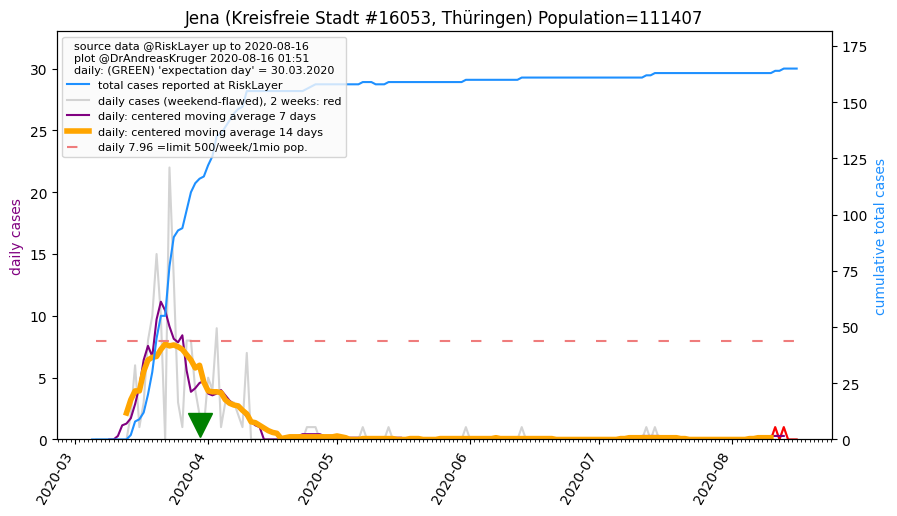 Jena (Kreisfreie Stadt #16053, Thüringen) Population=111407
source data @RiskLayer up to 2020-08-16
plot @DrAndreasKruger 2020-08-16 01:51
daily: (GREEN) 'expectation day' = 30.03.2020
total cases reported at RiskLayer
daily cases (weekend-flawed), 2 weeks: red
daily: centered moving average 7 days
daily: centered moving average 14 days
daily 7.96 =limit 500/week/1mio pop.
daily cases
30
25
20
15
10
5
0
cumulative total cases
175
150
125
100
75
50
25
0
2020-03
2020-04
2020-05
2020-06
2020-07
2020-08